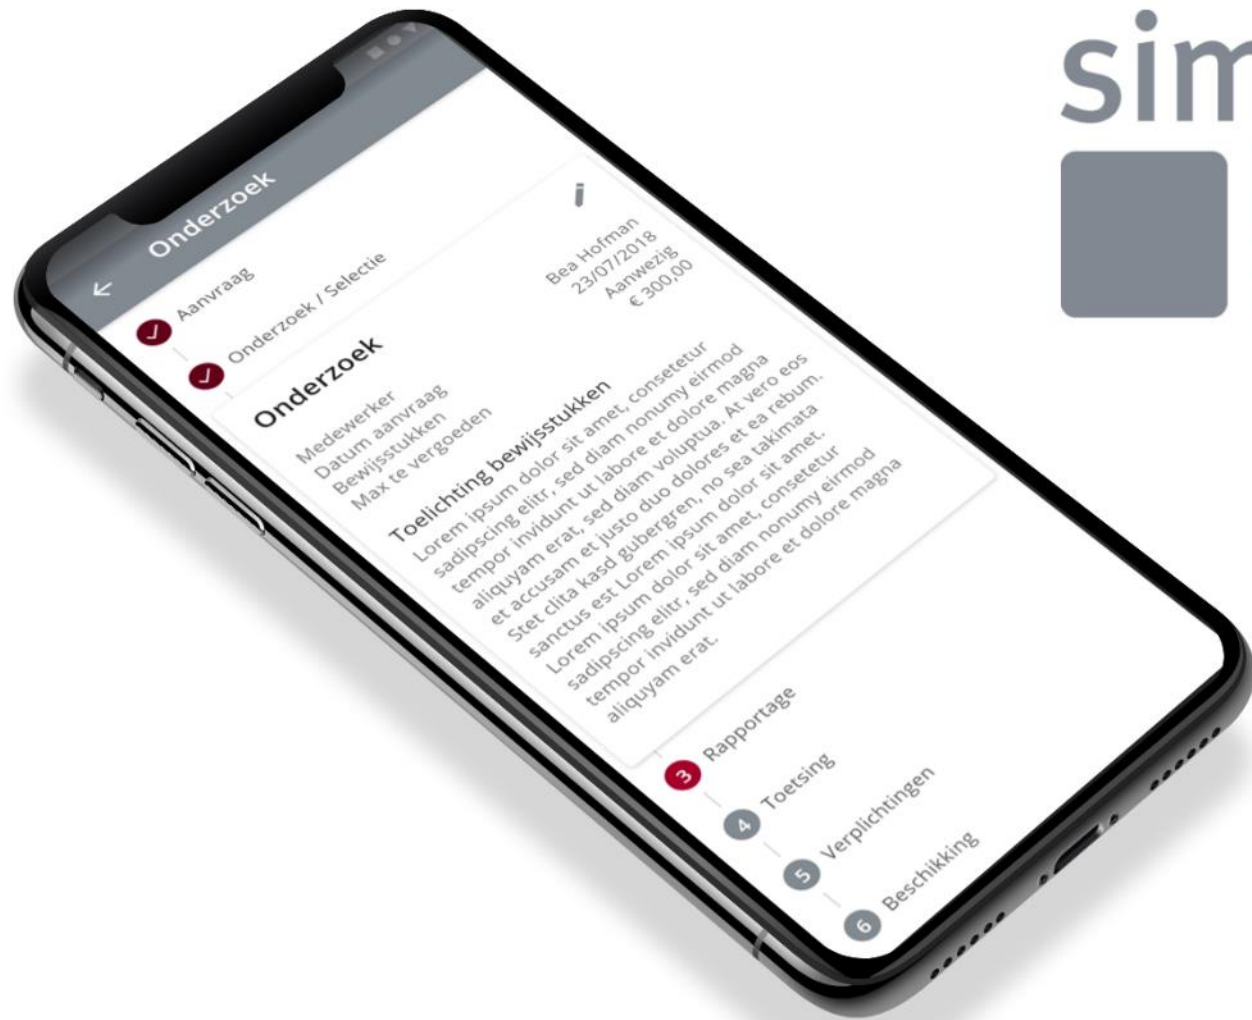 sim
Onderzoek
Aanvraag
Onderzoek / Selectie
Onderzoek
Medewerker Bea Hofman
Datum aanvraag 23/07/2018
Bewijsstukken Aanwezig
Max te vergoeden € 300,00
Toelichting bewijsstukken
Lorem ipsum dolor sit amet, consetetur
sadipscing elitr, sed diam nonumy eirmod
tempor invidunt ut labore et dolore magna
aliquyam erat, sed diam voluptua. At vero eos
et accusam et justo duo dolores et ea rebum.
Stet clita kasd gubergren, no sea takimata
sanctus est Lorem ipsum dolor sit amet.
Lorem ipsum dolor sit amet, consetetur
sadipscing elitr, sed diam nonumy eirmod
tempor invidunt ut labore et dolore magna
aliquyam erat.
3 Rapportage
4 Toetsing
5 Verplichtingen
6 Beschikking